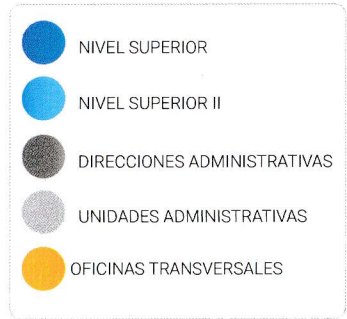 NIVEL SUPERIOR
NIVEL SUPERIOR II
DIRECCIONES ADMINISTRATIVAS
UNIDADES ADMINISTRATIVAS
OFICINAS TRANSVERSALES